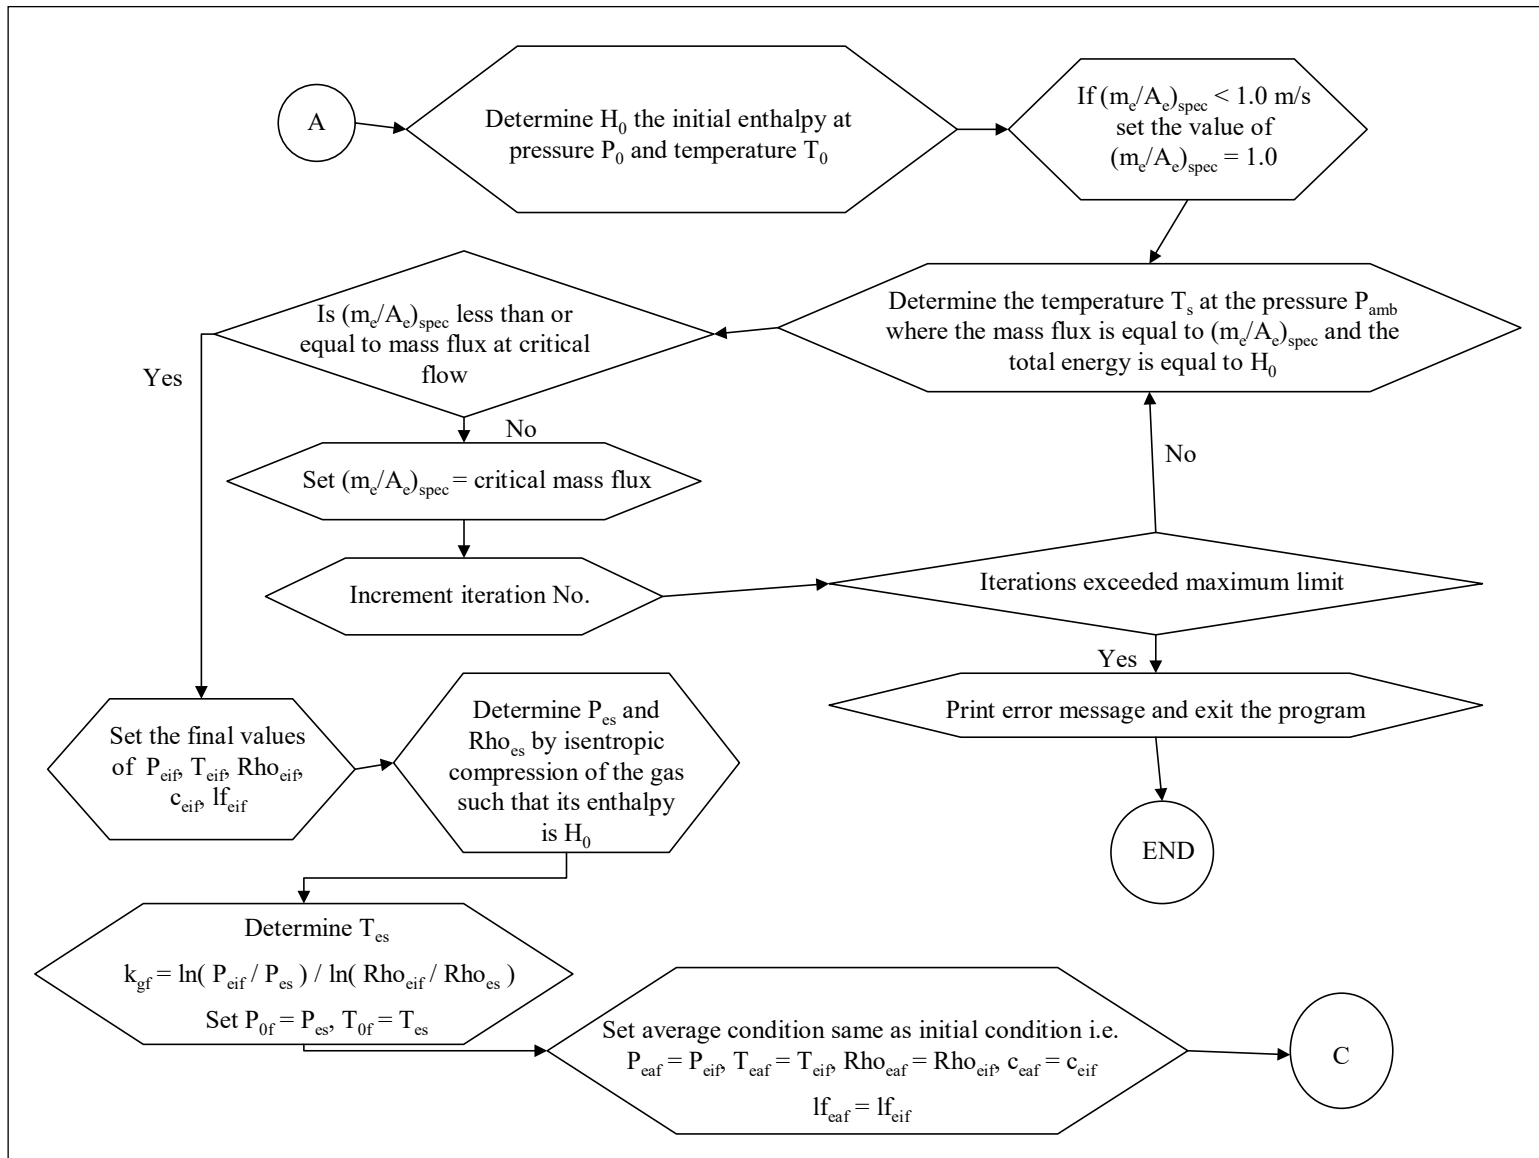 A
Determine H₀ the initial enthalpy at
pressure P₀ and temperature T₀
If (mₑ/Aₑ)spec < 1.0 m/s
set the value of
(mₑ/Aₑ)spec = 1.0
Determine the temperature Tₛ at the pressure Pamb
where the mass flux is equal to (mₑ/Aₑ)spec and the
total energy is equal to H₀
Is (mₑ/Aₑ)spec less than or
equal to mass flux at critical
flow
Yes
No
Set (mₑ/Aₑ)spec = critical mass flux
No
Increment iteration No.
Iterations exceeded maximum limit
Yes
Print error message and exit the program
END
Set the final values
of Peif, Teif, Rhoeif,
ceif, lfeif
Determine Pes and
Rhoes by isentropic
compression of the gas
such that its enthalpy
is H₀
Determine Tes
kgf = ln( Peif / Pes ) / ln( Rhoeif / Rhoes )
Set P0f = Pes, T0f = Tes
Set average condition same as initial condition i.e.
Peaf = Peif, Teaf = Teif, Rhoeaf = Rhoeif, ceaf = ceif
lfeaf = lfeif
C